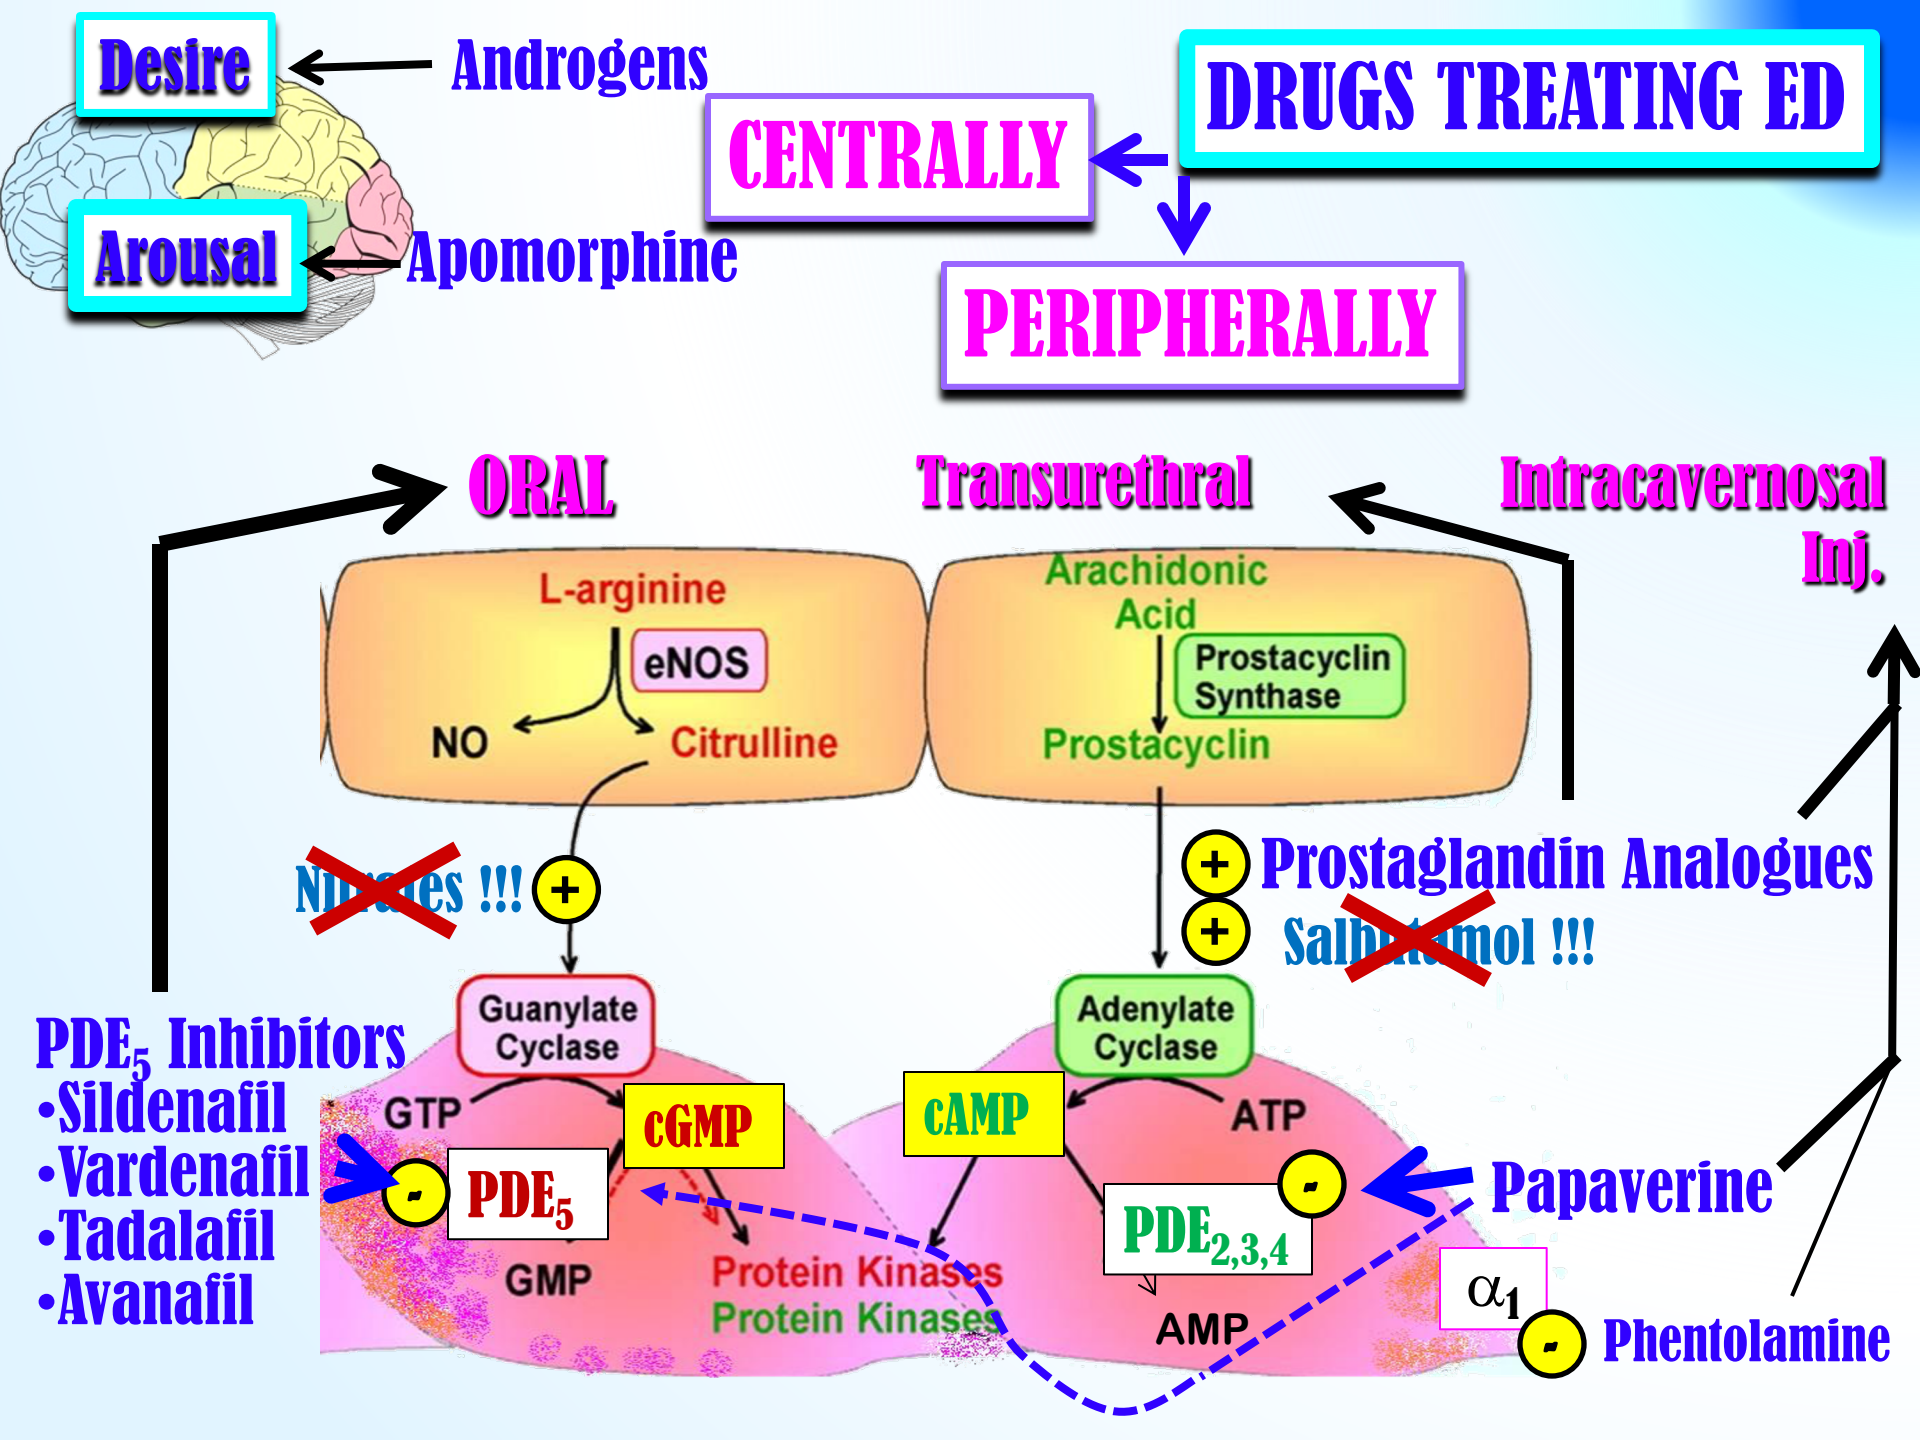 Desire
Androgens
DRUGS TREATING ED
CENTRALLY
Arousal
Apomorphine
PERIPHERALLY
ORAL
Transurethral
Intracavernosal
Inj.
L-arginine
eNOS
NO
Citrulline
Arachidonic
Acid
Prostacyclin
Synthase
Prostacyclin
Nitrates !!!
+
+
Prostaglandin Analogues
+
Salbutamol !!!
Guanylate
Cyclase
Adenylate
Cyclase
PDE5 Inhibitors
•Sildenafil
•Vardenafil
•Tadalafil
•Avanafil
GTP
cGMP
cAMP
ATP
-
PDE5
GMP
Protein Kinases
Protein Kinases
PDE2,3,4
-
Papaverine
AMP
α1
-
Phentolamine